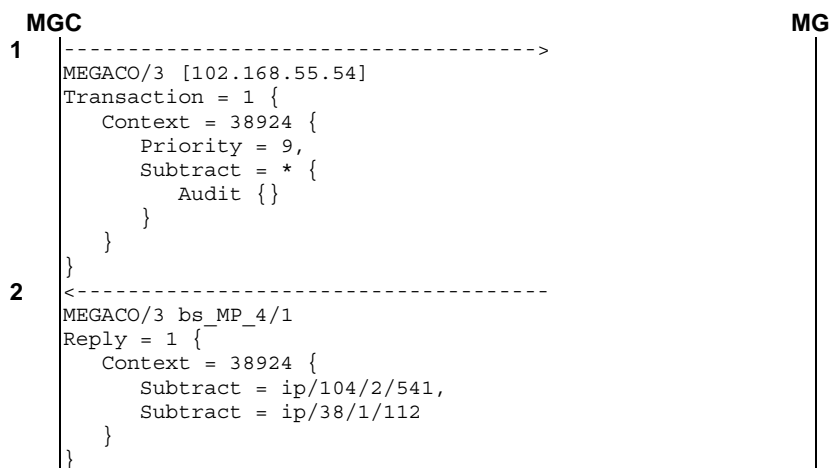 MGC MG
1 ------------------------------------->
MEGACO/3 [102.168.55.54]
Transaction = 1 {
   Context = 38924 {
      Priority = 9,
      Subtract = * {
         Audit {}
      }
   }
}
2 <-------------------------------------
MEGACO/3 bs_MP_4/1
Reply = 1 {
   Context = 38924 {
      Subtract = ip/104/2/541,
      Subtract = ip/38/1/112
   }
}